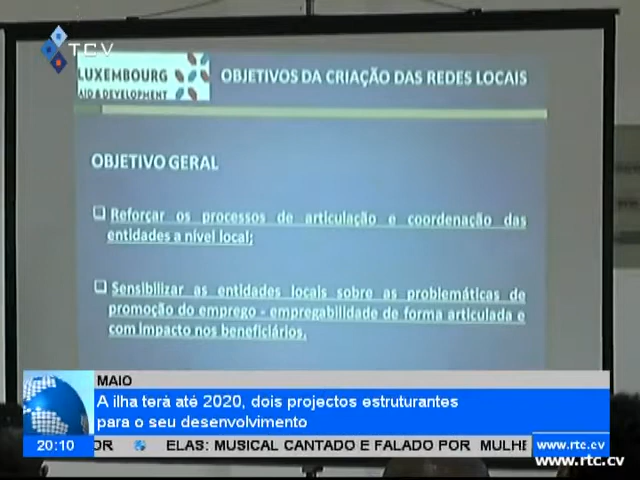 TCV
LUXEMBOURG
AID & DEVELOPMENT
OBJETIVOS DA CRIAÇÃO DAS REDES LOCAIS
OBJETIVO GERAL
Reforçar os processos de articulação e coordenação das
entidades a nível local;
Sensibilizar as entidades locais sobre as problemáticas de
promoção do emprego - empregabilidade de forma articulada e
com impacto nos beneficiários.
MAIO
A ilha terá até 2020, dois projectos estruturantes
para o seu desenvolvimento
20:10 OR ELAS: MUSICAL CANTADO E FALADO POR MULHE www.rtc.cv
www.rtc.cv